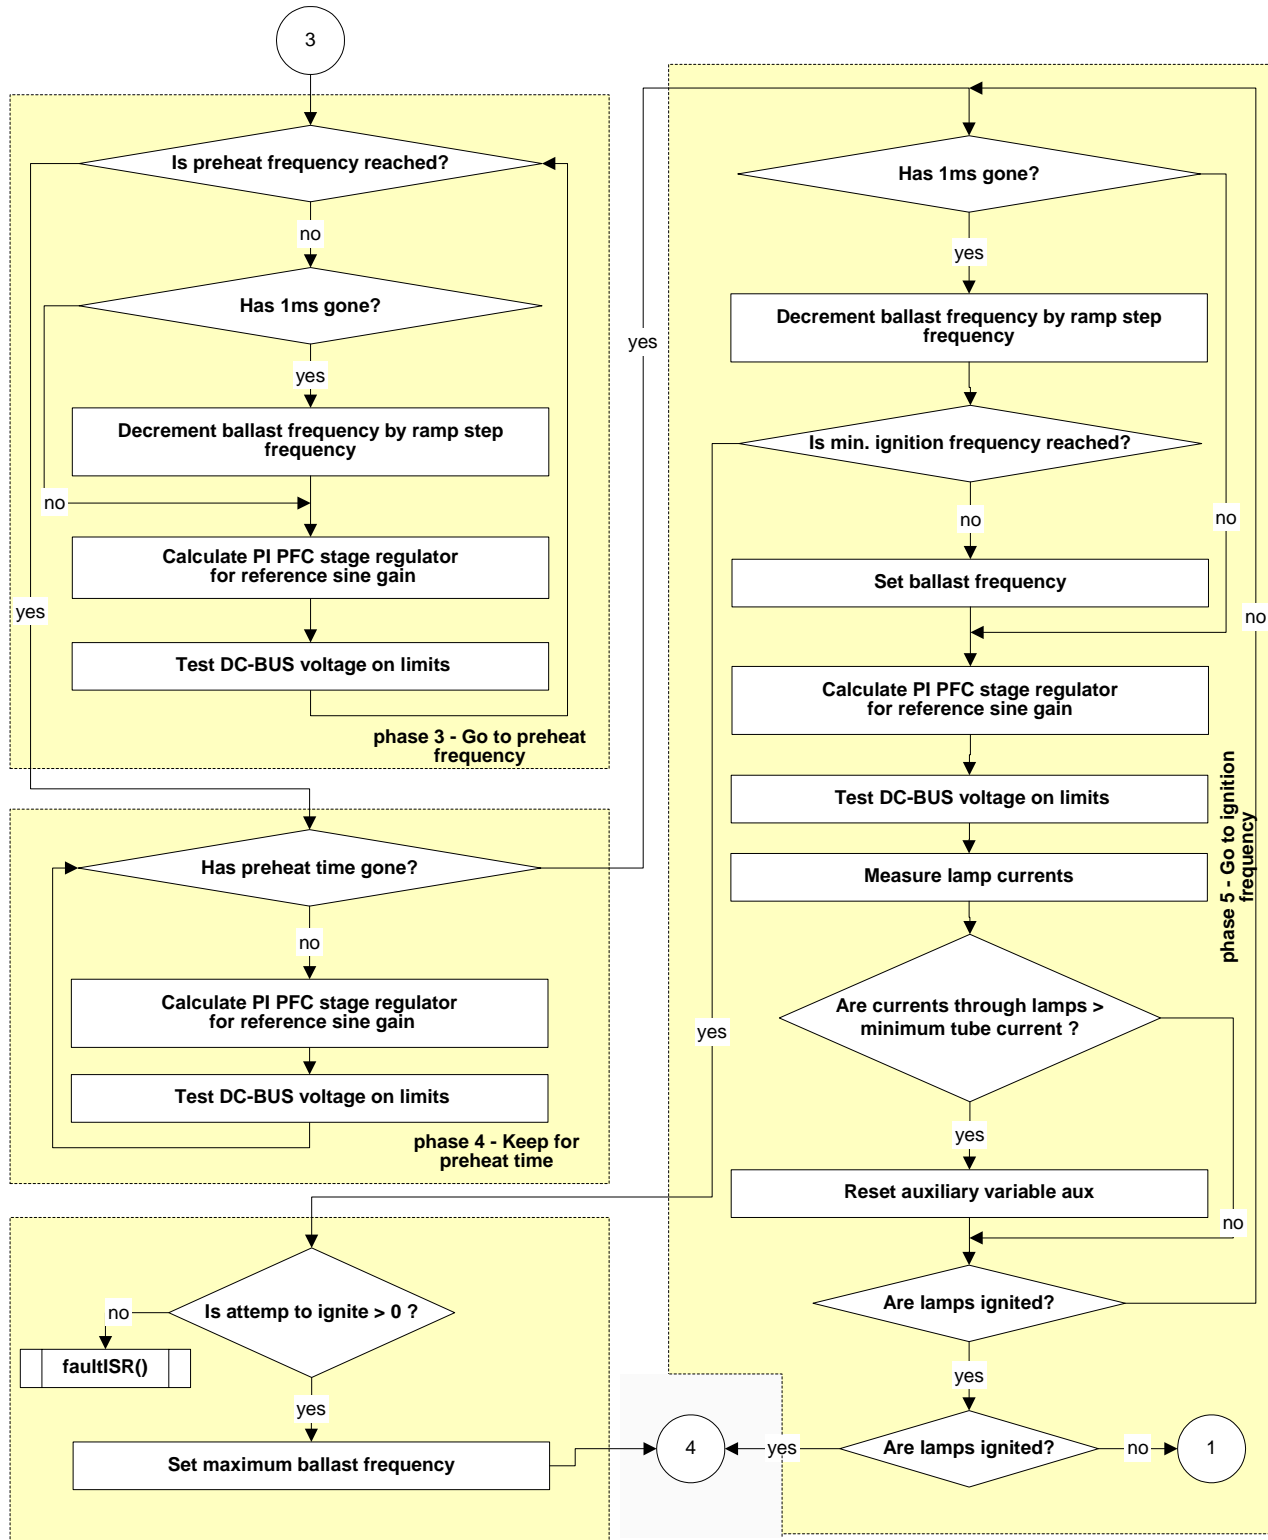 3
Is preheat frequency reached?
no
Has 1ms gone?
yes
Decrement ballast frequency by ramp step
frequency
no
Calculate PI PFC stage regulator
for reference sine gain
yes
Test DC-BUS voltage on limits
phase 3 - Go to preheat
frequency
Has preheat time gone?
no
Calculate PI PFC stage regulator
for reference sine gain
Test DC-BUS voltage on limits
phase 4 - Keep for
preheat time
Is attemp to ignite > 0 ?
no
faultISR()
yes
Set maximum ballast frequency
4
yes
Has 1ms gone?
yes
Decrement ballast frequency by ramp step
frequency
Is min. ignition frequency reached?
no
no
Set ballast frequency
no
Calculate PI PFC stage regulator
for reference sine gain
Test DC-BUS voltage on limits
phase 5 - Go to ignition
frequency
Measure lamp currents
Are currents through lamps >
minimum tube current ?
yes
yes
Reset auxiliary variable aux
no
Are lamps ignited?
yes
Are lamps ignited?
yes
no
1